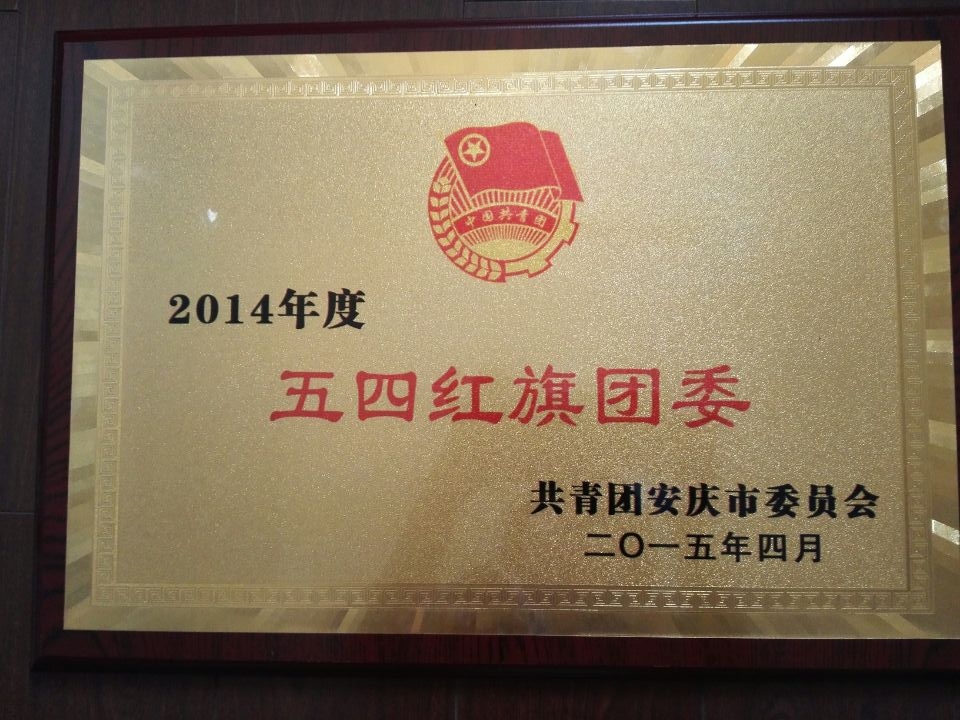 中国共青团
2014年度
五四红旗团委
共青团安庆市委员会
二〇一五年四月